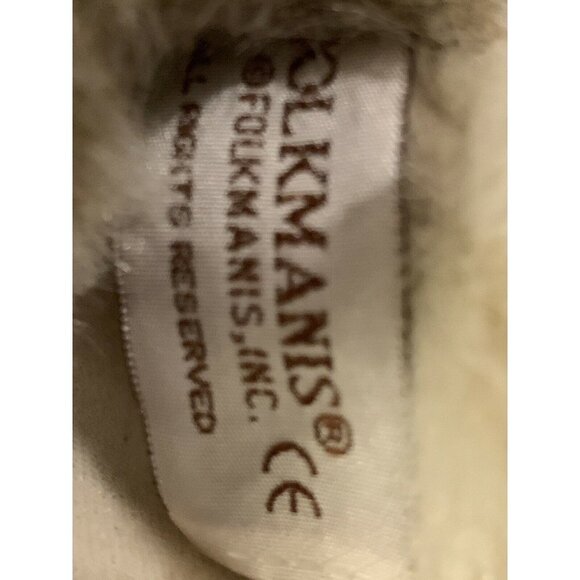 FOLKMANIS®
©FOLKMANIS, INC. CE
ALL RIGHTS RESERVED